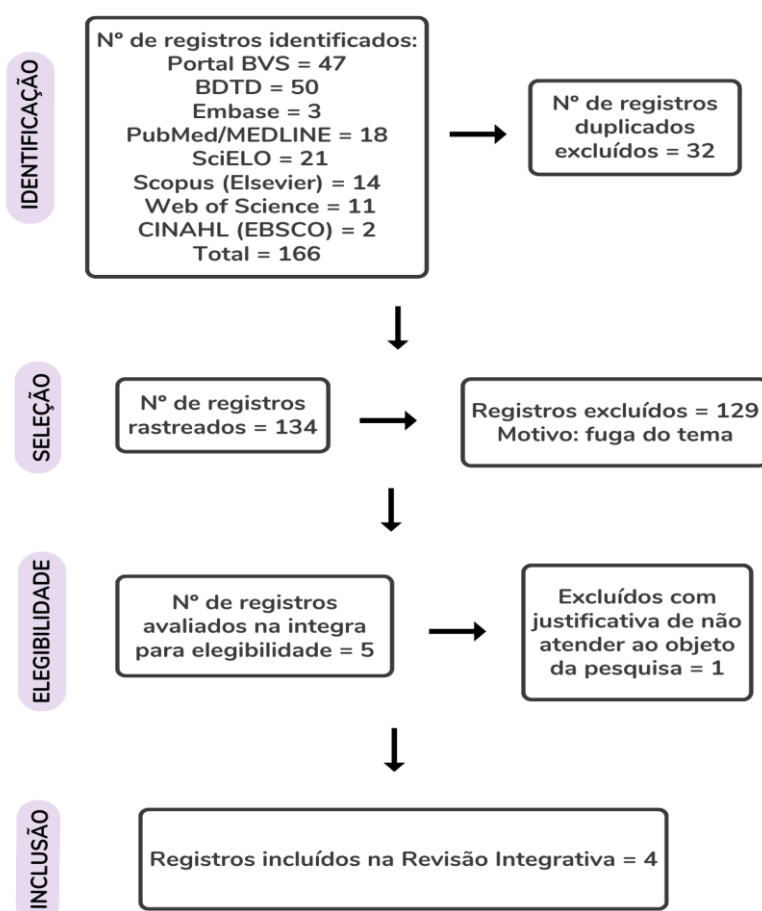 IDENTIFICAÇÃO
Nº de registros identificados:
Portal BVS = 47
BDTD = 50
Embase = 3
PubMed/MEDLINE = 18
SciELO = 21
Scopus (Elsevier) = 14
Web of Science = 11
CINAHL (EBSCO) = 2
Total = 166
Nº de registros
duplicados
excluídos = 32
SELEÇÃO
Nº de registros
rastreados = 134
Registros excluídos = 129
Motivo: fuga do tema
ELEGIBILIDADE
Nº de registros
avaliados na integra
para elegibilidade = 5
Excluídos com
justificativa de não
atender ao objeto
da pesquisa = 1
INCLUSÃO
Registros incluídos na Revisão Integrativa = 4